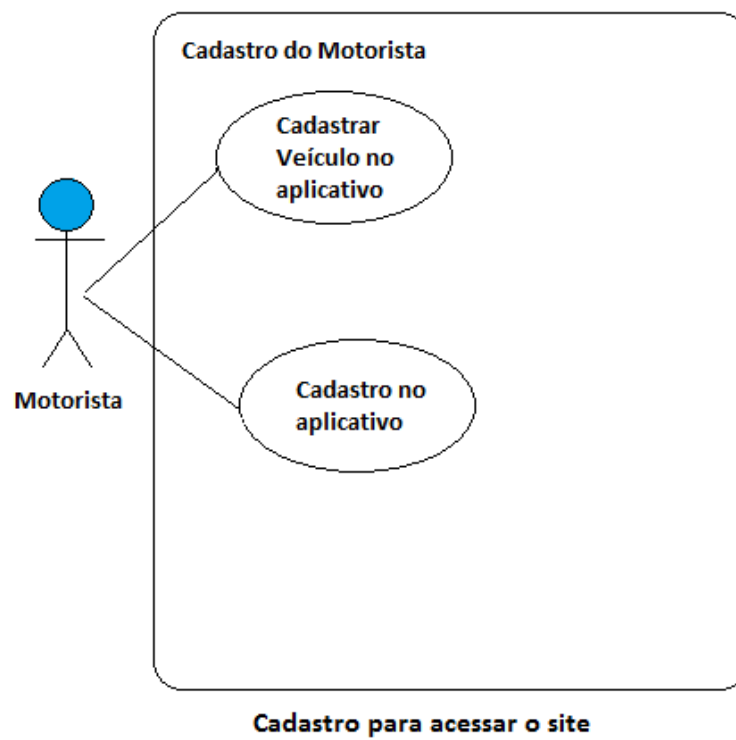 Cadastro do Motorista
Cadastrar
Veículo no
aplicativo
Motorista
Cadastro no
aplicativo
Cadastro para acessar o site